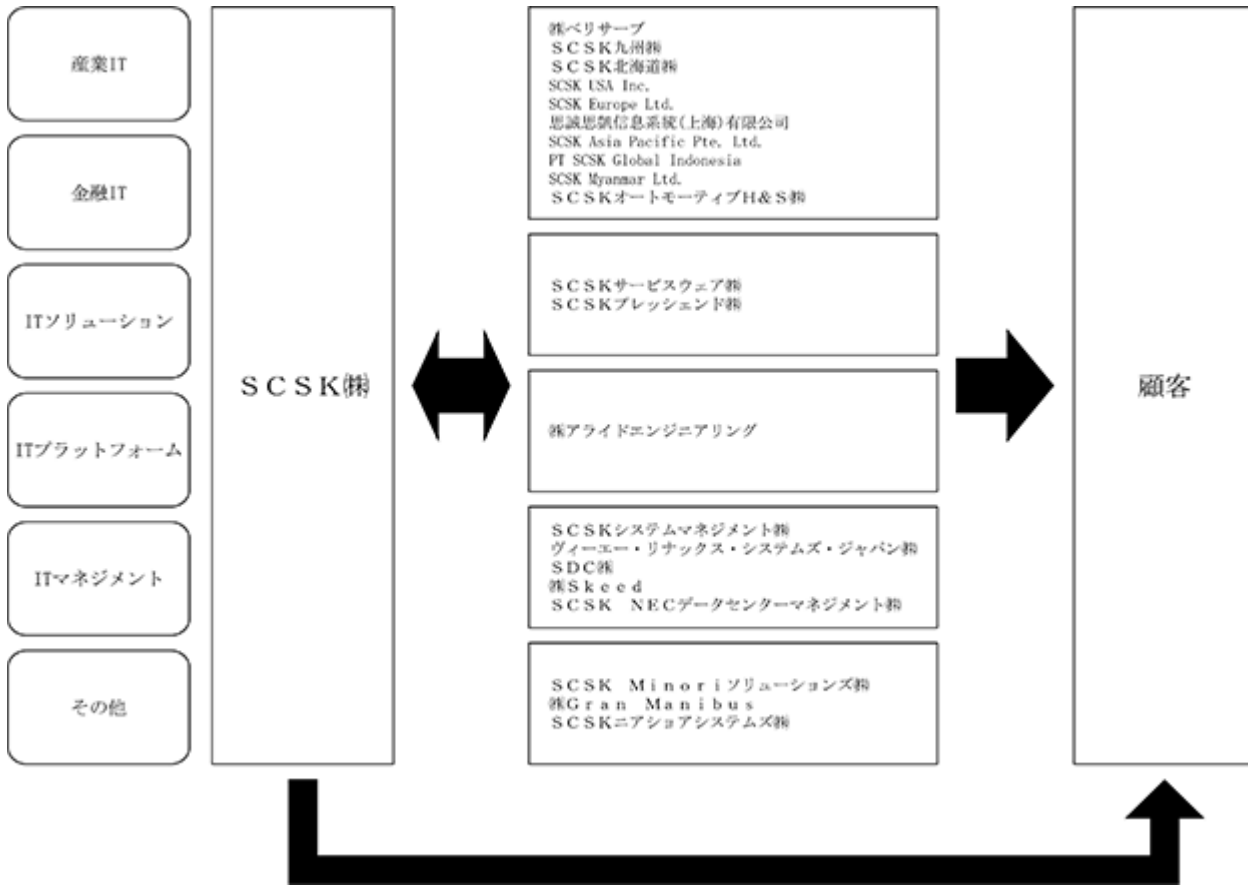 産業IT
金融IT
ITソリューション
ITプラットフォーム
ITマネジメント
その他
ＳＣＳＫ㈱
㈱ベリサーブ
ＳＣＳＫ九州㈱
ＳＣＳＫ北海道㈱
SCSK USA Inc.
SCSK Europe Ltd.
思誠思凱信息系統(上海)有限公司
SCSK Asia Pacific Pte. Ltd.
PT SCSK Global Indonesia
SCSK Myanmar Ltd.
ＳＣＳＫオートモーティブH＆S㈱
ＳＣＳＫサービスウェア㈱
ＳＣＳＫプレッシェンド㈱
㈱アライドエンジニアリング
ＳＣＳＫシステムマネジメント㈱
ヴィーエー・リナックス・システムズ・ジャパン㈱
SDC㈱
㈱Ｓｋｅｅｄ
ＳＣＳＫ　NECデータセンターマネジメント㈱
ＳＣＳＫ　Ｍｉｎｏｒｉソリューションズ㈱
㈱Ｇｒａｎ　Ｍａｎｉｂｕｓ
ＳＣＳＫニアショアシステムズ㈱
顧客